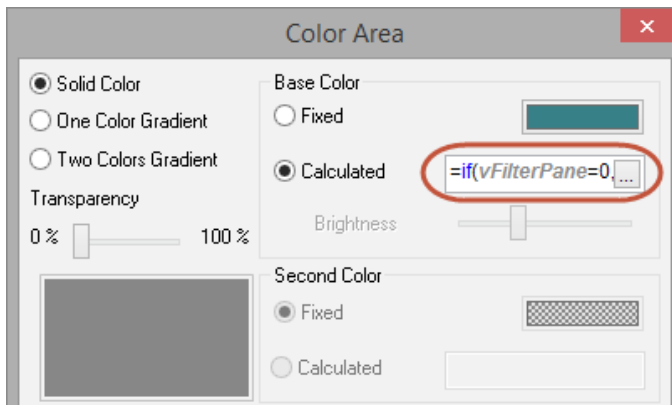 Color Area
Solid Color
One Color Gradient
Two Colors Gradient
Transparency
0 % 100 %
Base Color
Fixed
Calculated =if(vFilterPane=0, ...
Brightness
Second Color
Fixed
Calculated